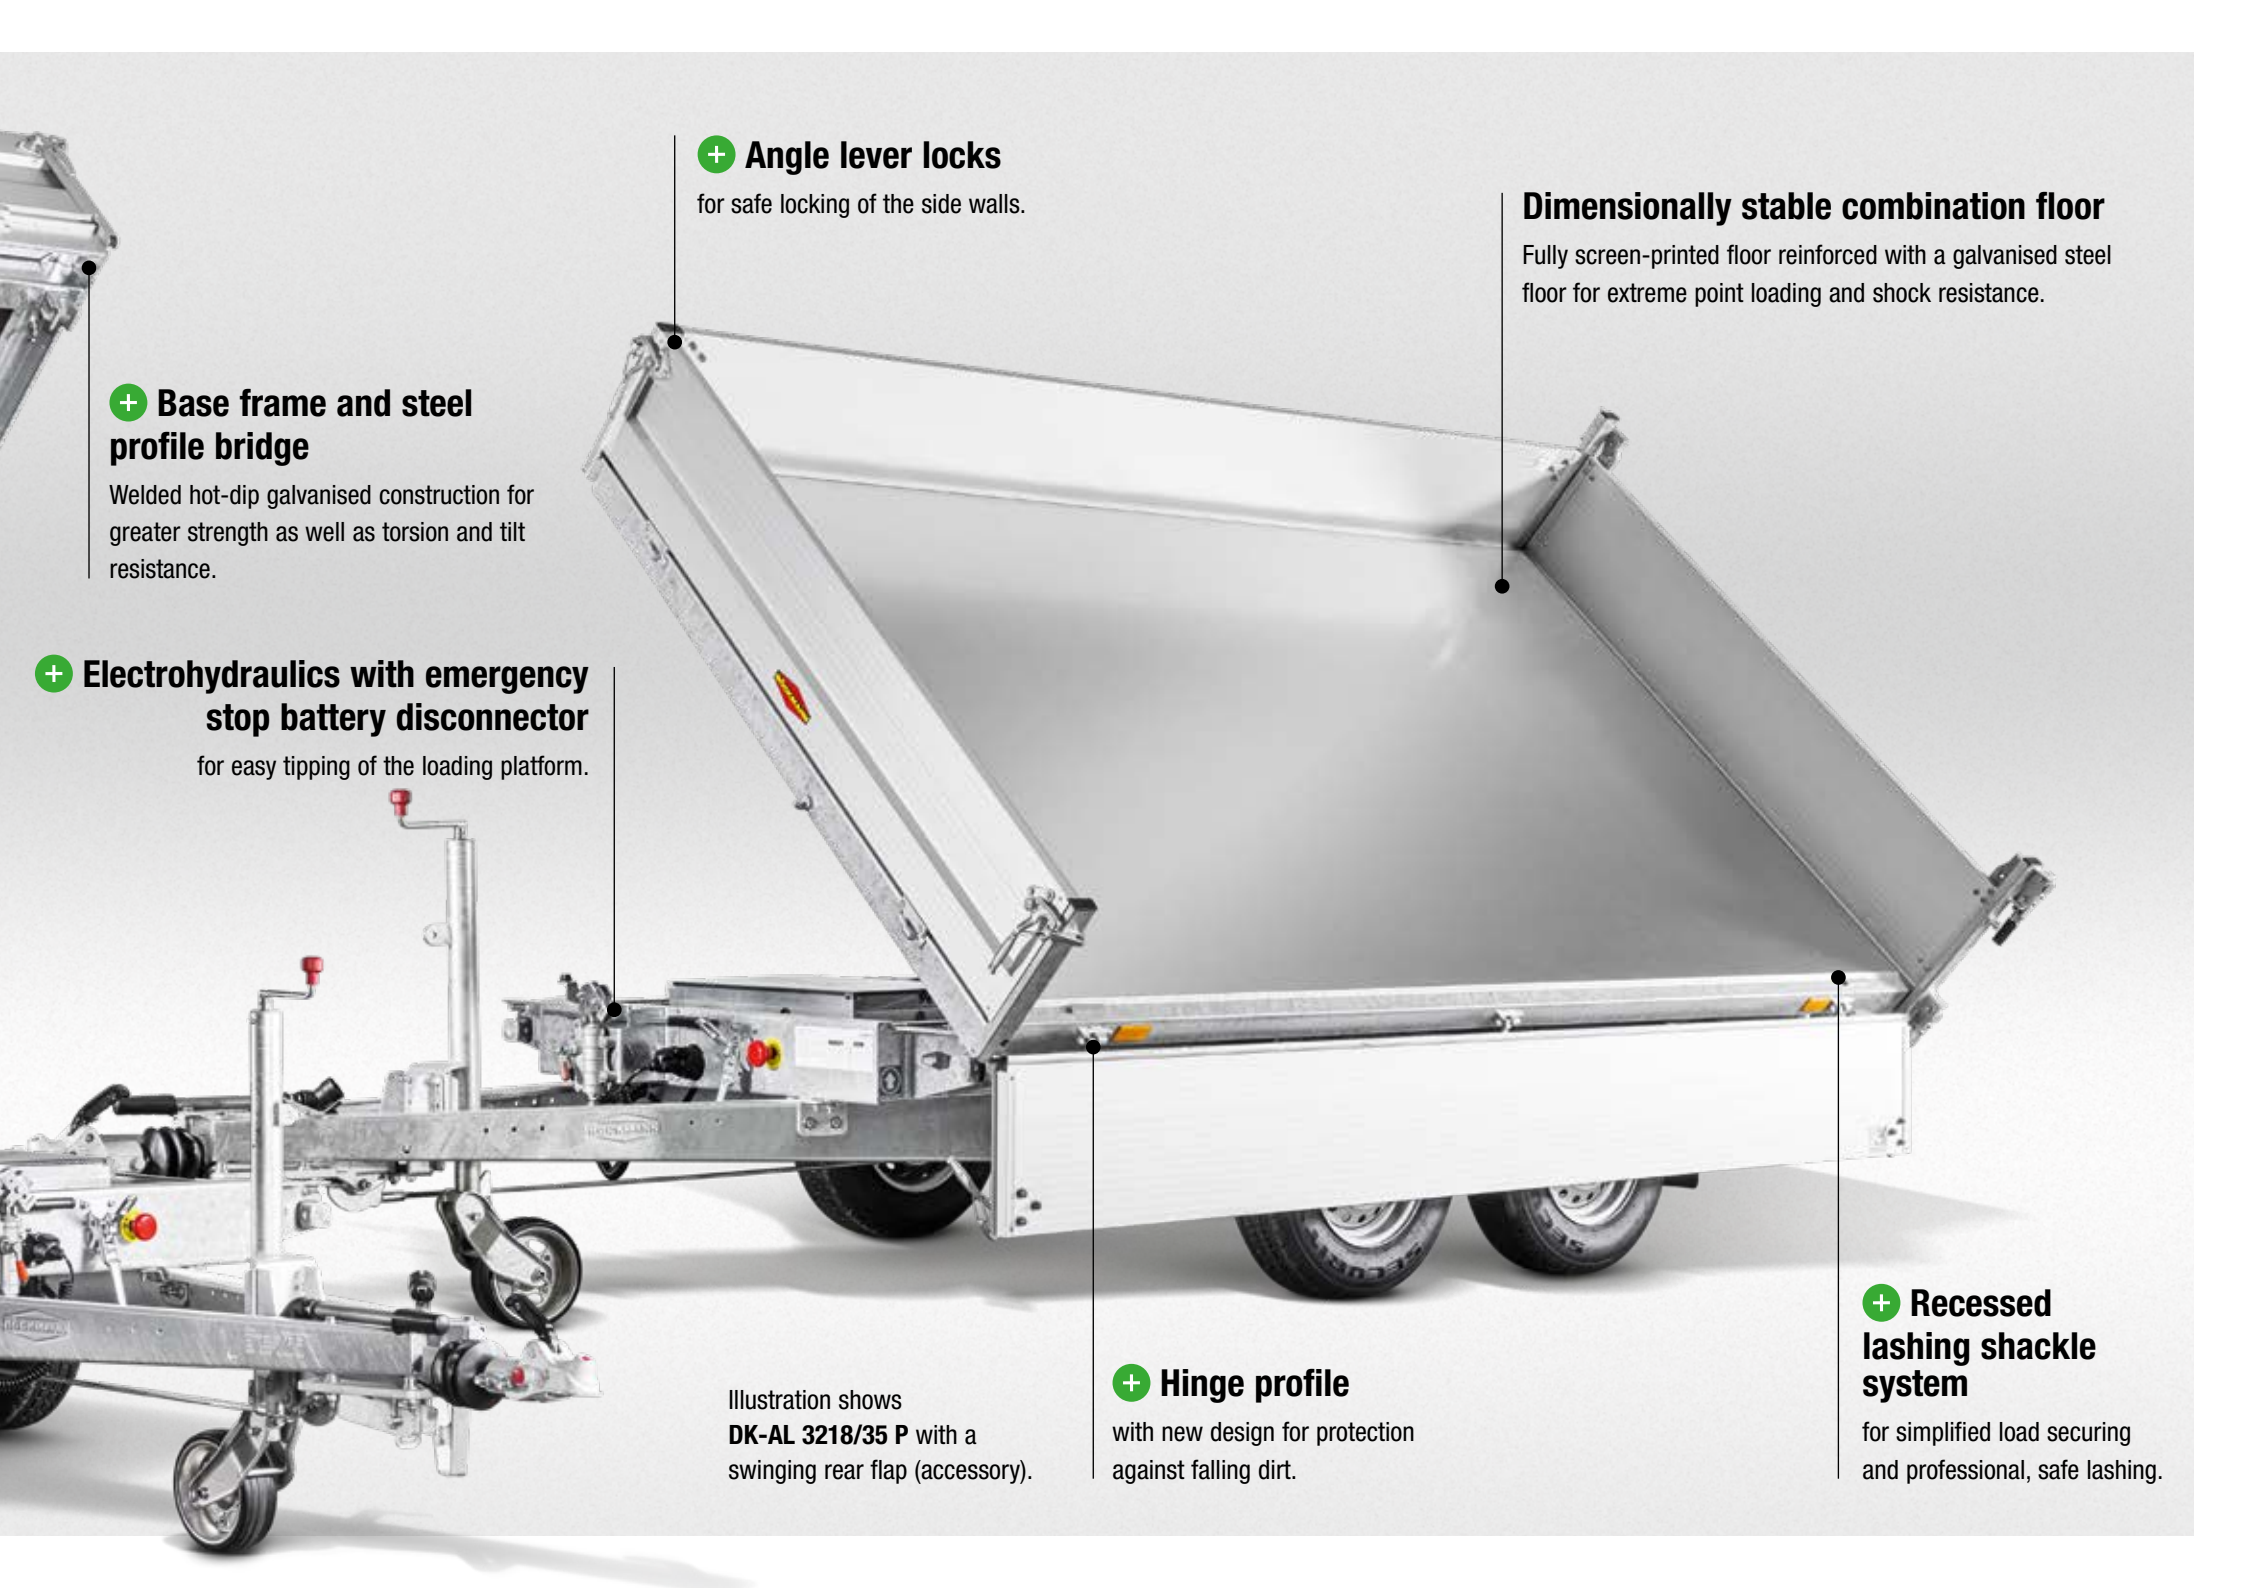 Angle lever locks
for safe locking of the side walls.
Dimensionally stable combination floor
Fully screen-printed floor reinforced with a galvanised steel
floor for extreme point loading and shock resistance.
Base frame and steel
profile bridge
Welded hot-dip galvanised construction for
greater strength as well as torsion and tilt
resistance.
Electrohydraulics with emergency
stop battery disconnector
for easy tipping of the loading platform.
Illustration shows
DK-AL 3218/35 P with a
swinging rear flap (accessory).
Hinge profile
with new design for protection
against falling dirt.
Recessed
lashing shackle
system
for simplified load securing
and professional, safe lashing.